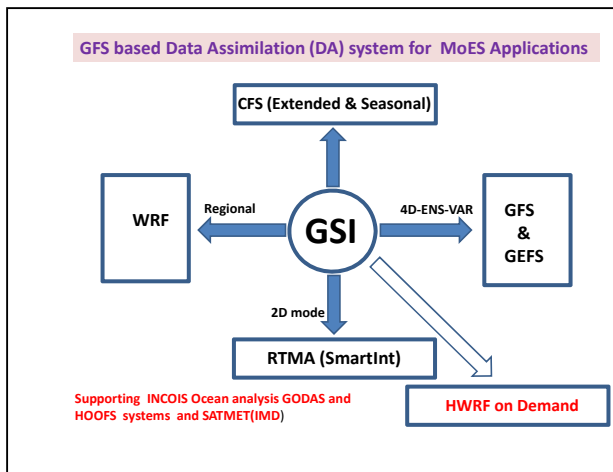 GFS based Data Assimilation (DA) system for MoES Applications
CFS (Extended & Seasonal)
WRF
Regional
GSI
4D-ENS-VAR
GFS
&
GEFS
2D mode
RTMA (SmartInt)
Supporting INCOIS Ocean analysis GODAS and
HOOFS systems and SATMET(IMD)
HWRF on Demand